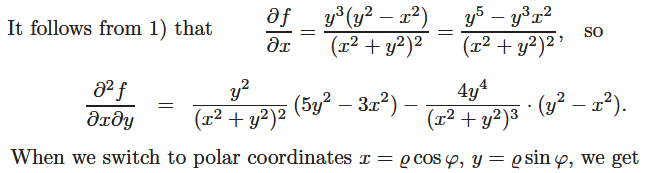 It follows from 1) that ∂f/∂x = y³(y² − x²)/(x² + y²)² = (y⁵ − y³x²)/(x² + y²)², so
∂²f/∂x∂y = y²/(x² + y²)² (5y² − 3x²) − 4y⁴/(x² + y²)³ · (y² − x²).
When we switch to polar coordinates x = ϱ cos φ, y = ϱ sin φ, we get